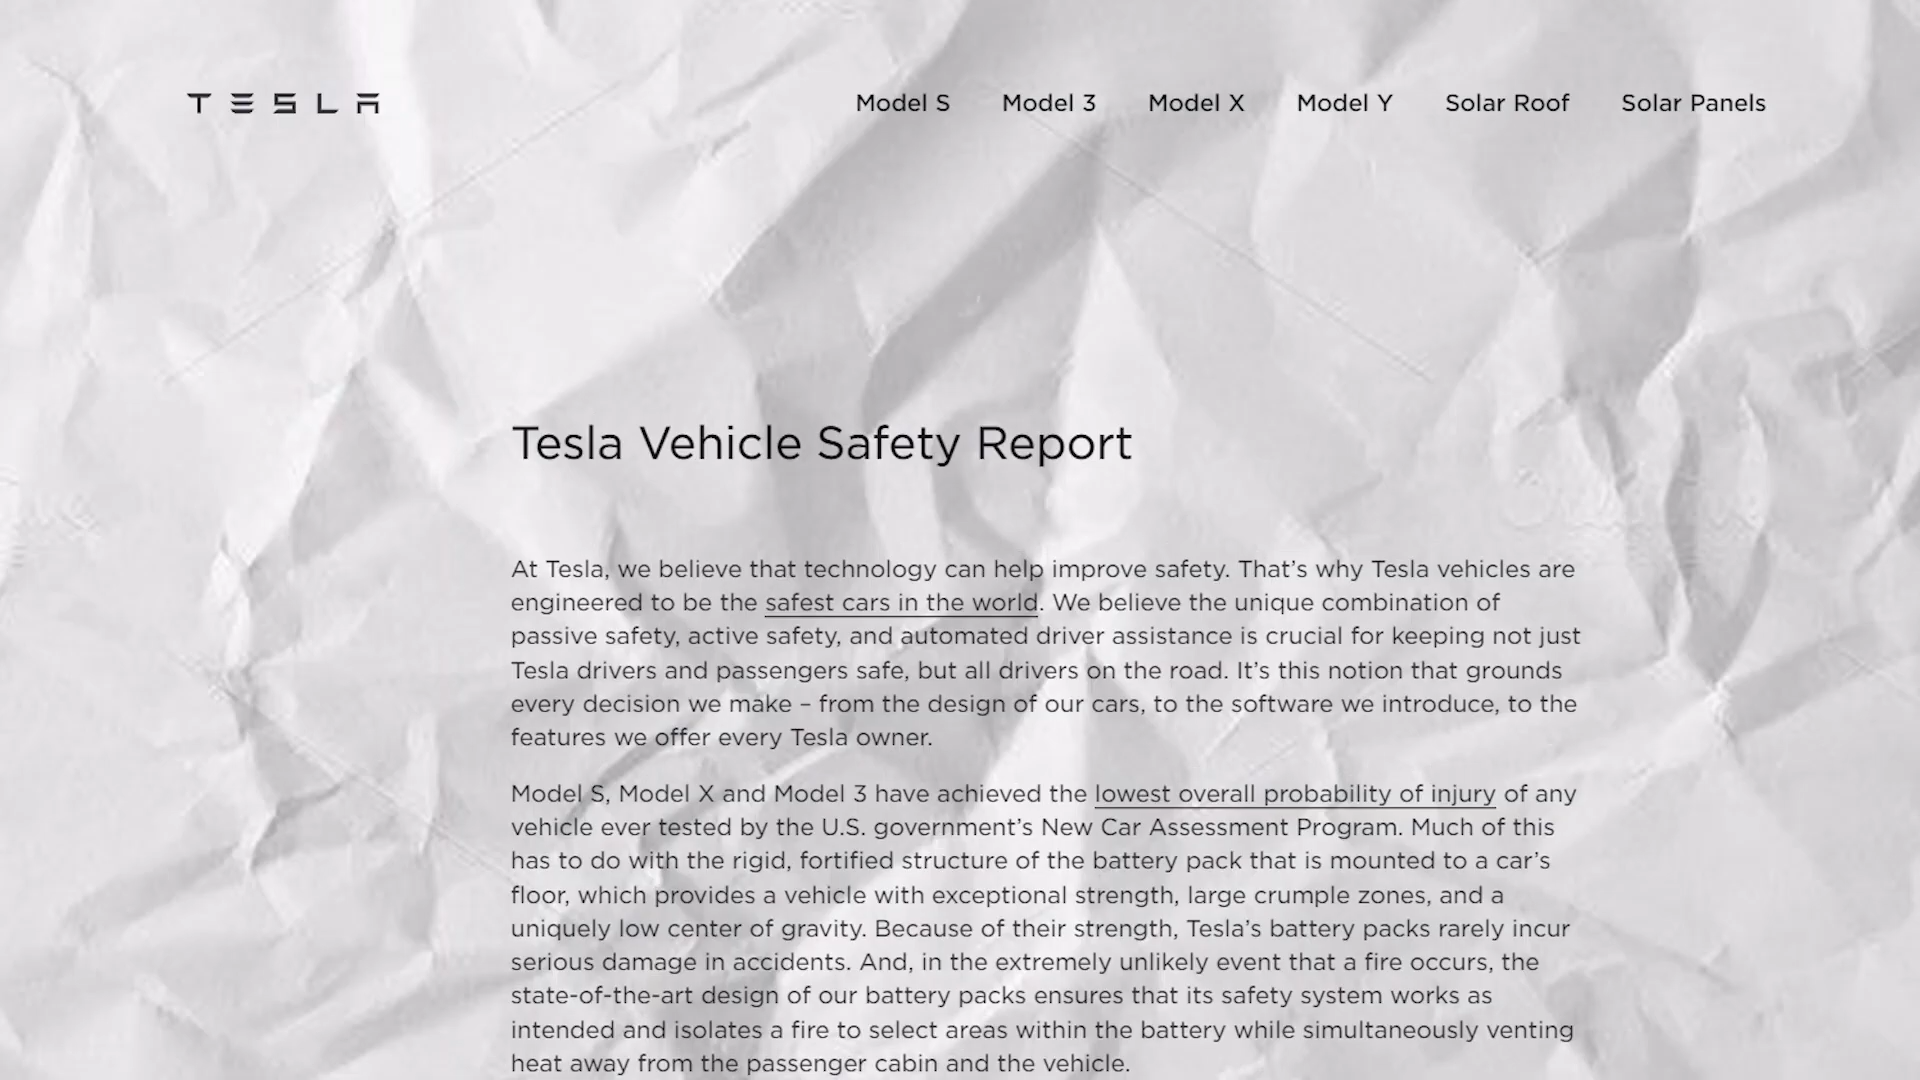 TESLA
Model S Model 3 Model X Model Y Solar Roof Solar Panels
Tesla Vehicle Safety Report
At Tesla, we believe that technology can help improve safety. That’s why Tesla vehicles are
engineered to be the safest cars in the world. We believe the unique combination of
passive safety, active safety, and automated driver assistance is crucial for keeping not just
Tesla drivers and passengers safe, but all drivers on the road. It’s this notion that grounds
every decision we make – from the design of our cars, to the software we introduce, to the
features we offer every Tesla owner.
Model S, Model X and Model 3 have achieved the lowest overall probability of injury of any
vehicle ever tested by the U.S. government’s New Car Assessment Program. Much of this
has to do with the rigid, fortified structure of the battery pack that is mounted to a car’s
floor, which provides a vehicle with exceptional strength, large crumple zones, and a
uniquely low center of gravity. Because of their strength, Tesla’s battery packs rarely incur
serious damage in accidents. And, in the extremely unlikely event that a fire occurs, the
state-of-the-art design of our battery packs ensures that its safety system works as
intended and isolates a fire to select areas within the battery while simultaneously venting
heat away from the passenger cabin and the vehicle.